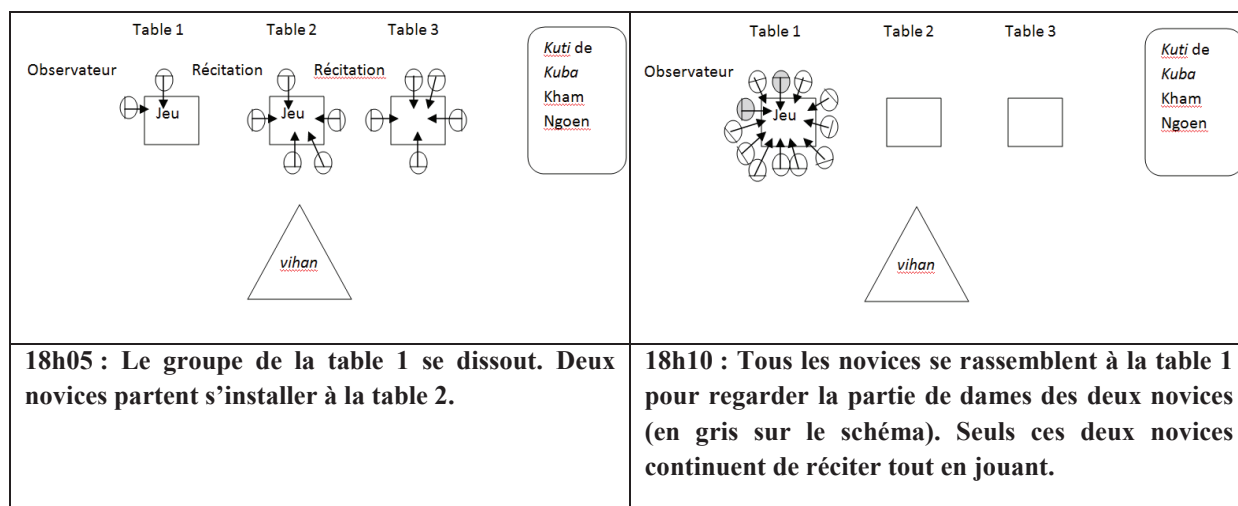 Table 1 Table 2 Table 3
Kuti de
Kuba
Kham
Ngoen
Observateur Récitation Récitation
Jeu Jeu
vihan
18h05 : Le groupe de la table 1 se dissout. Deux
novices partent s’installer à la table 2.
Table 1 Table 2 Table 3
Kuti de
Kuba
Kham
Ngoen
Observateur
Jeu
vihan
18h10 : Tous les novices se rassemblent à la table 1
pour regarder la partie de dames des deux novices
(en gris sur le schéma). Seuls ces deux novices
continuent de réciter tout en jouant.